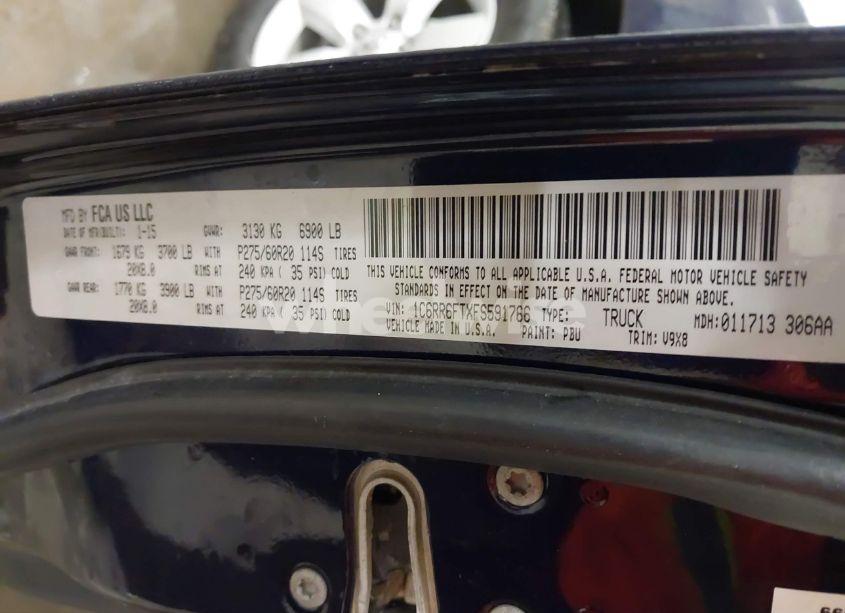 MFD BY FCA US LLC
DATE OF MFR(BUILT): 1-15 GVWR: 3130 KG 6900 LB
GAWR FRONT: 1679 KG 3700 LB WITH P275/60R20 114S TIRES
20X8.0 RIMS AT 240 KPA ( 35 PSI) COLD
GAWR REAR: 1770 KG 3900 LB WITH P275/60R20 114S TIRES
20X8.0 RIMS AT 240 KPA ( 35 PSI) COLD
THIS VEHICLE CONFORMS TO ALL APPLICABLE U.S.A. FEDERAL MOTOR VEHICLE SAFETY
STANDARDS IN EFFECT ON THE DATE OF MANUFACTURE SHOWN ABOVE.
VIN: 1C6RR6FTXFS591786 TYPE: TRUCK MDH:011713 306AA
VEHICLE MADE IN U.S.A. PAINT: PBU TRIM: V9X8